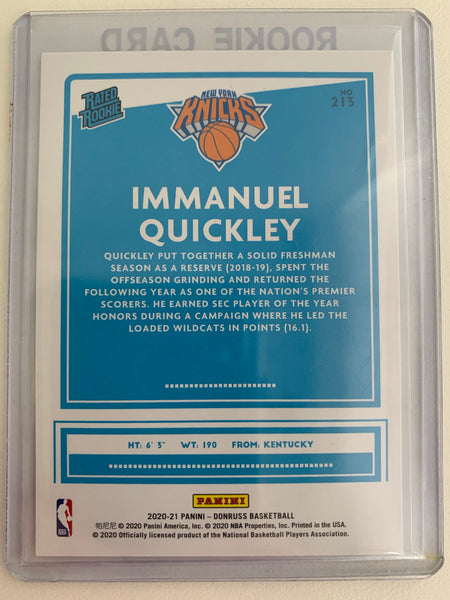 ROOKIE CARD
RATED
ROOKIE
NEW YORK
KNICKS
NO.
213
IMMANUEL
QUICKLEY
QUICKLEY PUT TOGETHER A SOLID FRESHMAN
SEASON AS A RESERVE (2018-19), SPENT THE
OFFSEASON GRINDING AND RETURNED THE
FOLLOWING YEAR AS ONE OF THE NATION'S PREMIER
SCORERS. HE EARNED SEC PLAYER OF THE YEAR
HONORS DURING A CAMPAIGN WHERE HE LED THE
LOADED WILDCATS IN POINTS (16.1).
HT: 6' 3" WT: 190 FROM: KENTUCKY
PANINI
NBA
2020-21 PANINI – DONRUSS BASKETBALL
帕尼尼 © 2020 Panini America, Inc. © 2020 NBA Properties, Inc. Printed in the USA.
© 2020 Officially licensed product of the National Basketball Players Association.